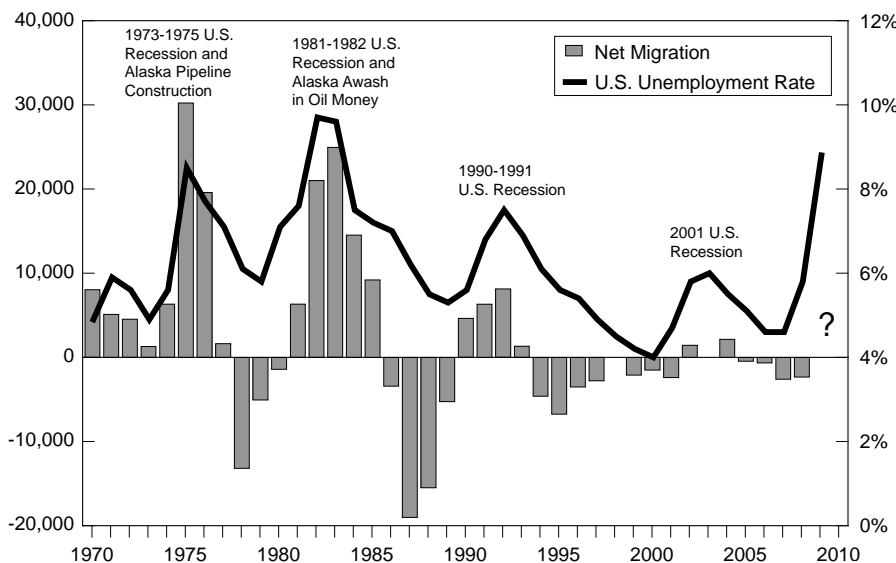 40,000
30,000
20,000
10,000
0
-10,000
-20,000
12%
10%
8%
6%
4%
2%
0%
1973-1975 U.S.
Recession and
Alaska Pipeline
Construction
1981-1982 U.S.
Recession and
Alaska Awash
in Oil Money
1990-1991
U.S. Recession
2001 U.S.
Recession
Net Migration
U.S. Unemployment Rate
?
1970 1975 1980 1985 1990 1995 2000 2005 2010